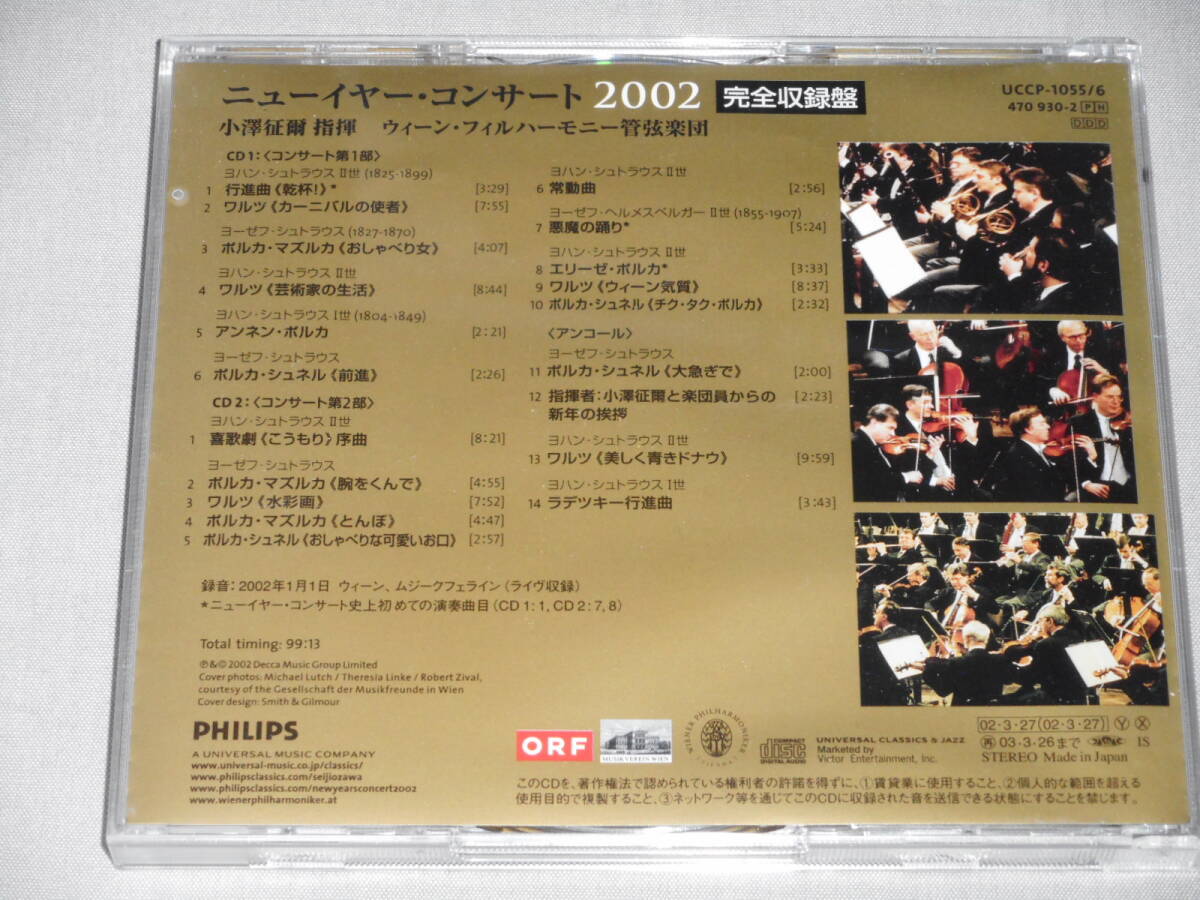 ニューイヤー・コンサート 2002 完全収録盤
小澤征爾 指揮 ウィーン・フィルハーモニー管弦楽団
UCCP-1055/6
470 930-2 PH
DDD
CD 1:〈コンサート第1部〉
ヨハン・シュトラウス II世 (1825-1899)
1 行進曲《乾杯!》* [3:29]
2 ワルツ《カーニバルの使者》 [7:55]
ヨーゼフ・シュトラウス (1827-1870)
3 ポルカ・マズルカ《おしゃべり女》 [4:07]
ヨハン・シュトラウス II世
4 ワルツ《芸術家の生活》 [8:44]
ヨハン・シュトラウス I世 (1804-1849)
5 アンネン・ポルカ [2:21]
ヨーゼフ・シュトラウス
6 ポルカ・シュネル《前進》 [2:26]
CD 2:〈コンサート第2部〉
ヨハン・シュトラウス II世
1 喜歌劇《こうもり》序曲 [8:21]
ヨーゼフ・シュトラウス
2 ポルカ・マズルカ《腕をくんで》 [4:55]
3 ワルツ《水彩画》 [7:52]
4 ポルカ・マズルカ《とんぼ》 [4:47]
5 ポルカ・シュネル《おしゃべりな可愛いお口》 [2:57]
ヨハン・シュトラウス II世
6 常動曲 [2:56]
ヨーゼフ・ヘルメスベルガー II世 (1855-1907)
7 悪魔の踊り* [5:24]
ヨハン・シュトラウス II世
8 エリーゼ・ポルカ* [3:33]
9 ワルツ《ウィーン気質》 [8:37]
10 ポルカ・シュネル《チク・タク・ポルカ》 [2:32]
〈アンコール〉
ヨーゼフ・シュトラウス
11 ポルカ・シュネル《大急ぎで》 [2:00]
12 指揮者:小澤征爾と楽団員からの [2:23]
新年の挨拶
ヨハン・シュトラウス II世
13 ワルツ《美しく青きドナウ》 [9:59]
ヨハン・シュトラウス I世
14 ラデツキー行進曲 [3:43]
録音:2002年1月1日 ウィーン、ムジークフェライン(ライヴ収録)
*ニューイヤー・コンサート史上初めての演奏曲目(CD 1: 1, CD 2: 7, 8)
Total timing: 99:13
℗&© 2002 Decca Music Group Limited
Cover photos: Michael Lutch / Theresia Linke / Robert Zival,
courtesy of the Gesellschaft der Musikfreunde in Wien
Cover design: Smith & Gilmour
PHILIPS
A UNIVERSAL MUSIC COMPANY
www.universal-music.co.jp/classics/
www.philipsclassics.com/seijiozawa
www.philipsclassics.com/newyearsconcert2002
www.wienerphilharmoniker.at
ORF
MUSIKVEREIN WIEN
WIENER PHILHARMONIKER
COMPACT
disc
DIGITAL AUDIO
UNIVERSAL CLASSICS & JAZZ
Marketed by
Victor Entertainment, Inc.
02・3・27(02・3・27) Y X
再 03・3・26まで IS
STEREO Made in Japan
このCDを、著作権法で認められている権利者の許諾を得ずに、①賃貸業に使用すること、②個人的な範囲を超える
使用目的で複製すること、③ネットワーク等を通じてこのCDに収録された音を送信できる状態にすることを禁じます。